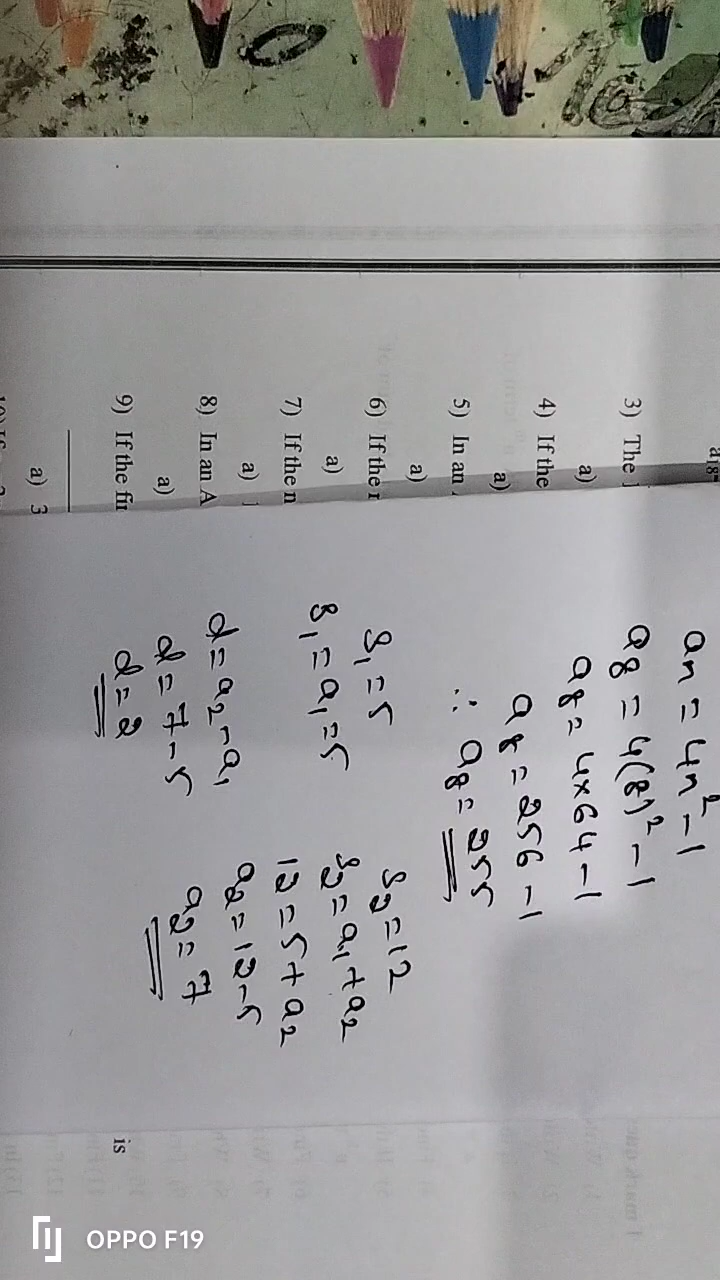 an = 4n² - 1
a8 = 4(8)² - 1
a8 = 4×64 - 1
a8 = 256 - 1
∴ a8 = 255
S1 = 5
S1 = a1 = 5
d = a2 - a1
d = 7 - 5
d = 2
S2 = 12
S2 = a1 + a2
12 = 5 + a2
a2 = 12 - 5
a2 = 7
3) The
a)
4) If the
a)
5) In an
a)
6) If the
a)
7) If the n
a)
8) In an A
a)
9) If the fir
is
a) 3
OPPO F19